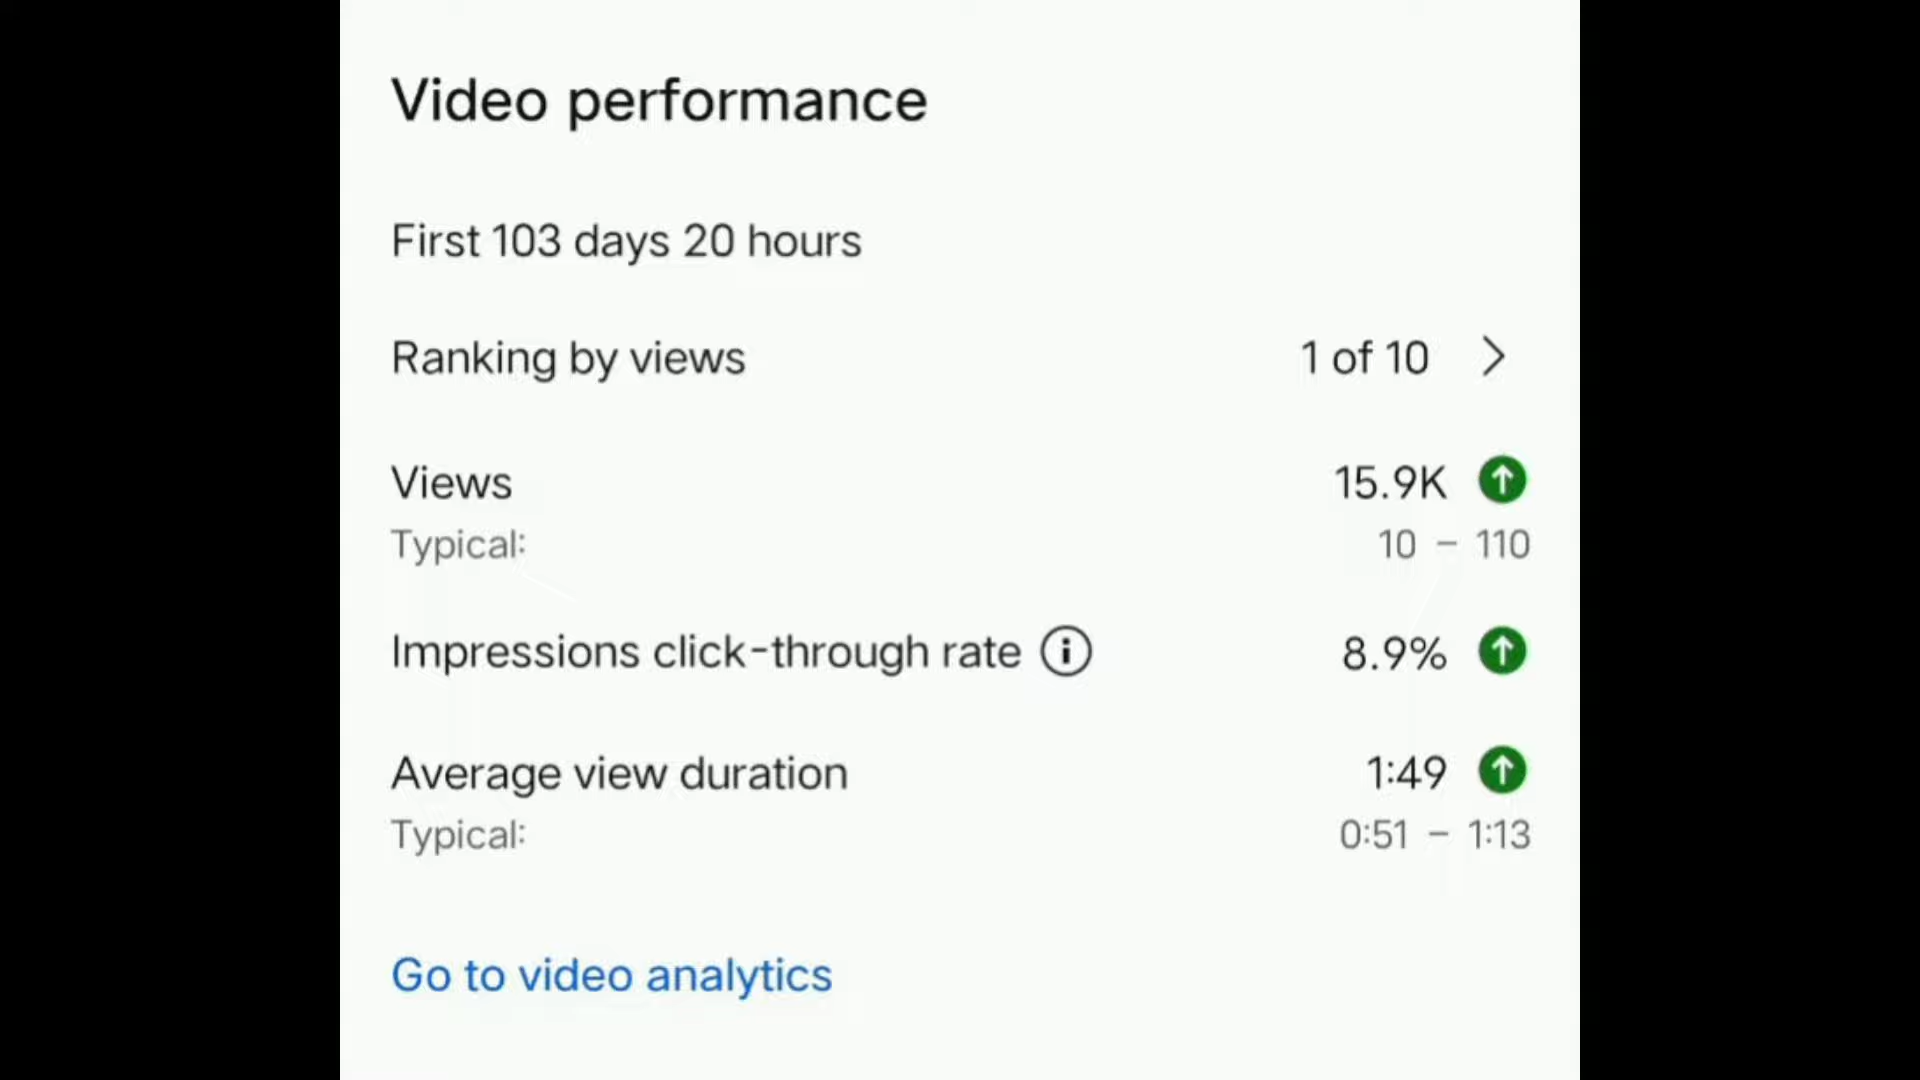 Video performance
First 103 days 20 hours
Ranking by views 1 of 10
Views 15.9K
Typical: 10 – 110
Impressions click-through rate 8.9%
Average view duration 1:49
Typical: 0:51 – 1:13
Go to video analytics